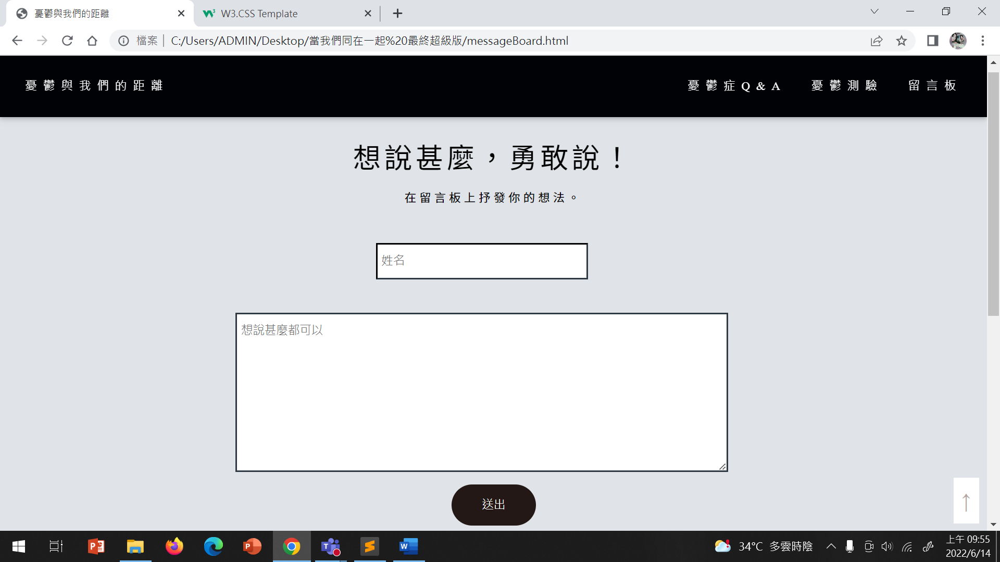 憂鬱與我們的距離
W3.CSS Template
檔案
C:/Users/ADMIN/Desktop/當我們同在一起%20最終超級版/messageBoard.html
憂鬱與我們的距離
憂鬱症Q&A
憂鬱測驗
留言板
想說甚麼，勇敢說！
在留言板上抒發你的想法。
姓名
想說甚麼都可以
送出
↑
34°C 多雲時陰
上午 09:55
2022/6/14